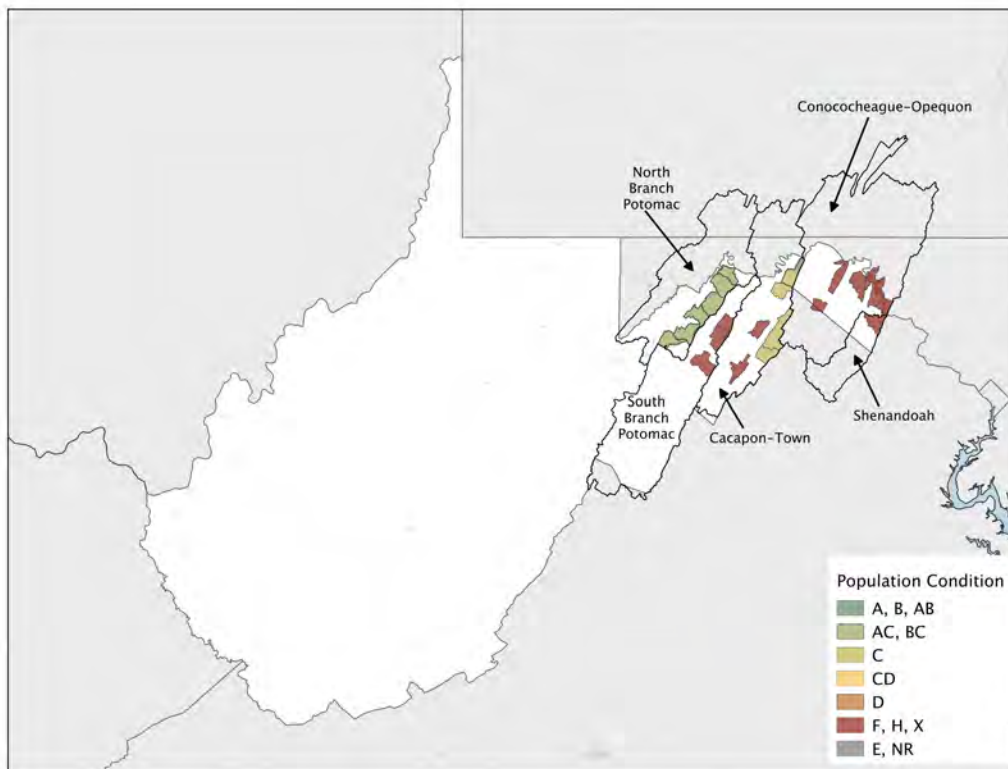 Conococheague-Opequon
North
Branch
Potomac
South
Branch
Potomac
Cacapon-Town
Shenandoah
Population Condition
A, B, AB
AC, BC
C
CD
D
F, H, X
E, NR